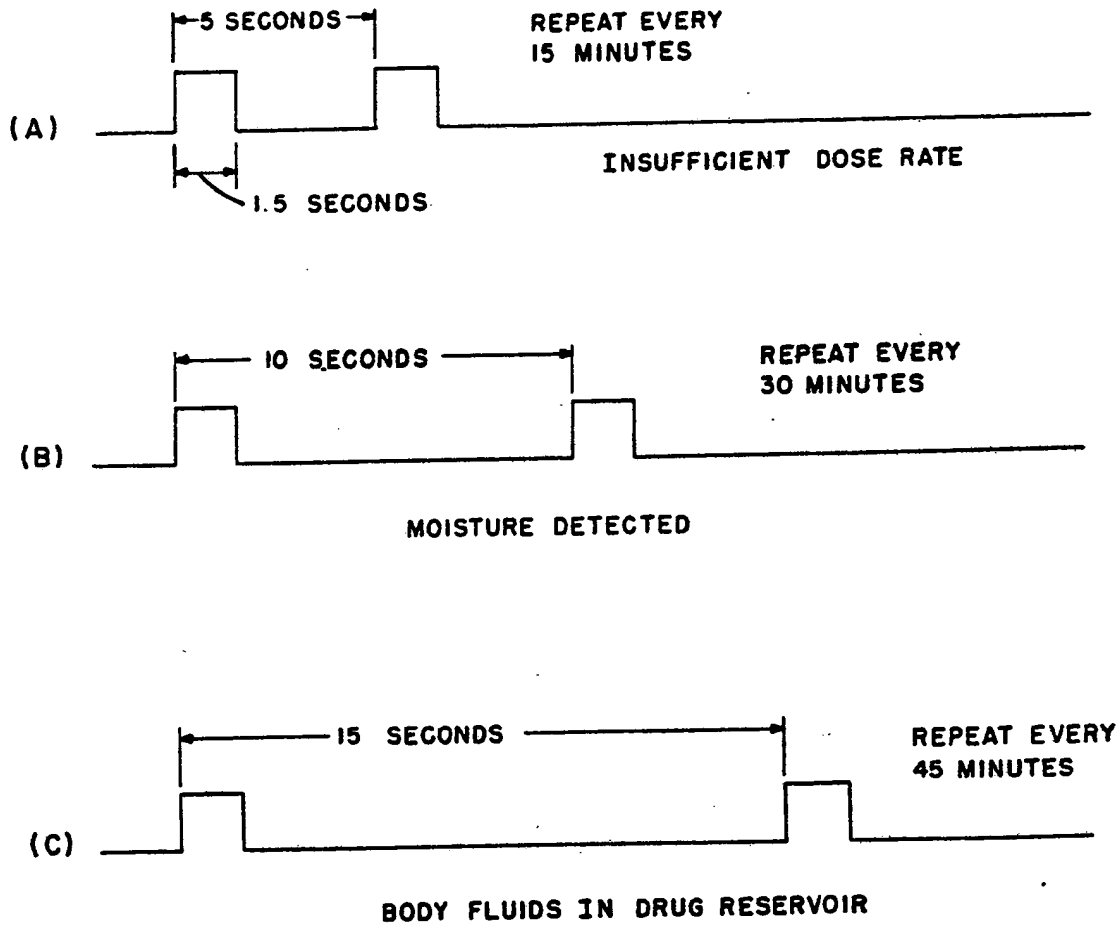 5 SECONDS
REPEAT EVERY
15 MINUTES
(A)
INSUFFICIENT DOSE RATE
1.5 SECONDS
10 SECONDS
REPEAT EVERY
30 MINUTES
(B)
MOISTURE DETECTED
15 SECONDS
REPEAT EVERY
45 MINUTES
(C)
BODY FLUIDS IN DRUG RESERVOIR